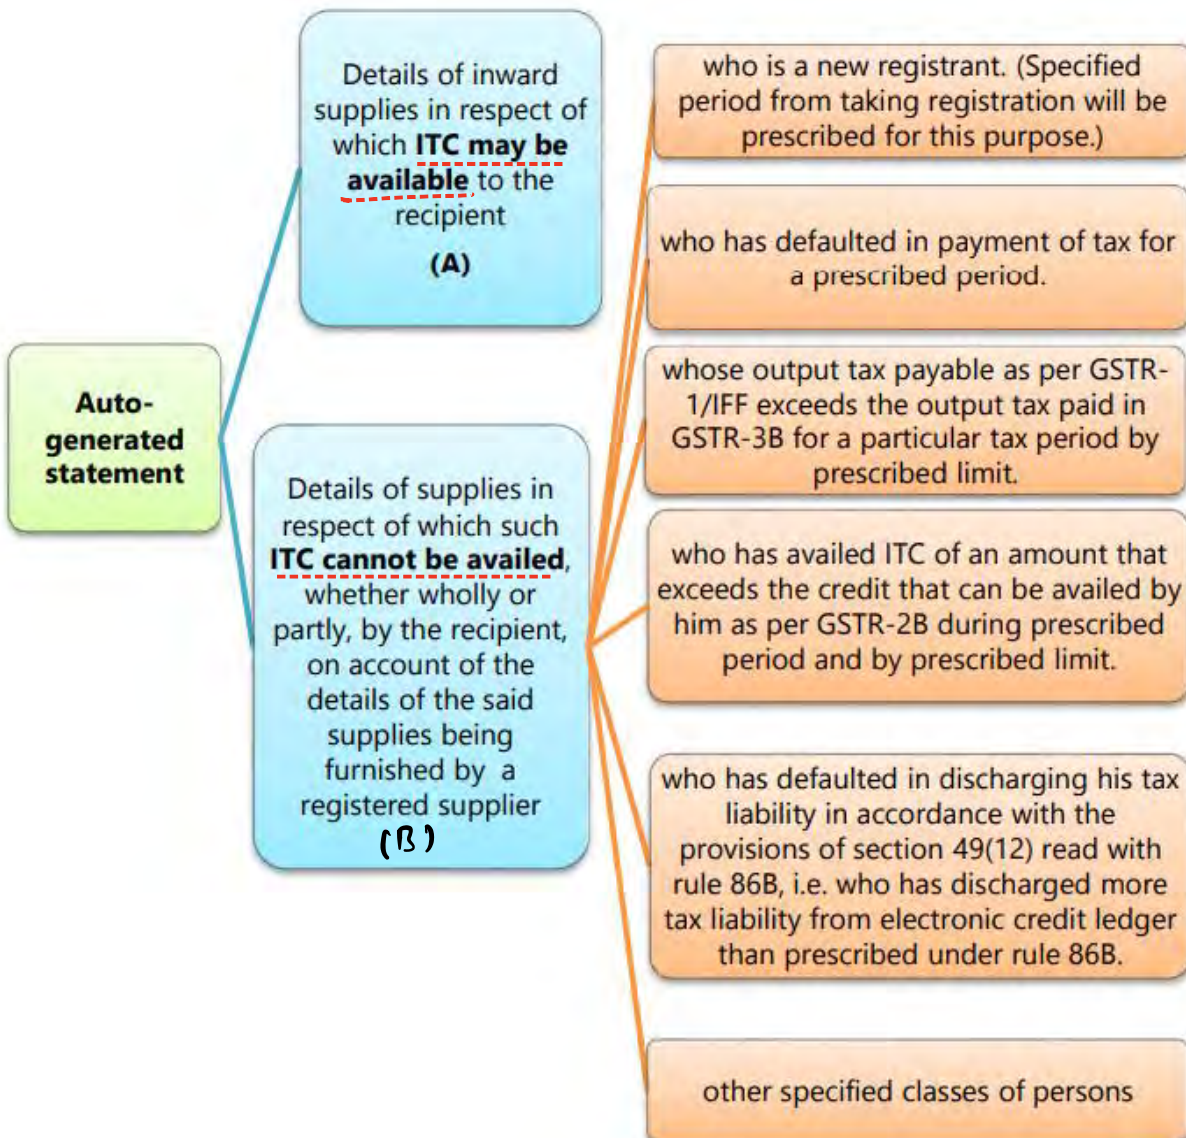 Auto-
generated
statement
Details of inward
supplies in respect of
which ITC may be
available to the
recipient
(A)
Details of supplies in
respect of which such
ITC cannot be availed,
whether wholly or
partly, by the recipient,
on account of the
details of the said
supplies being
furnished by a
registered supplier
(B)
who is a new registrant. (Specified
period from taking registration will be
prescribed for this purpose.)
who has defaulted in payment of tax for
a prescribed period.
whose output tax payable as per GSTR-
1/IFF exceeds the output tax paid in
GSTR-3B for a particular tax period by
prescribed limit.
who has availed ITC of an amount that
exceeds the credit that can be availed by
him as per GSTR-2B during prescribed
period and by prescribed limit.
who has defaulted in discharging his tax
liability in accordance with the
provisions of section 49(12) read with
rule 86B, i.e. who has discharged more
tax liability from electronic credit ledger
than prescribed under rule 86B.
other specified classes of persons